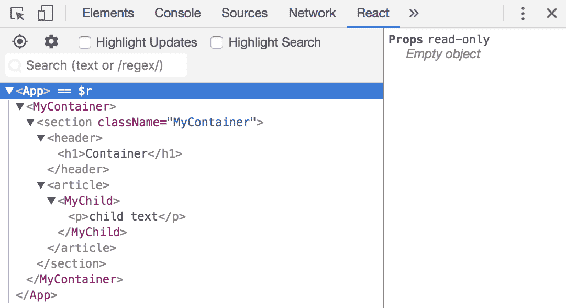 Elements Console Sources Network React »
Highlight Updates Highlight Search
Search (text or /regex/)
<App> == $r
<MyContainer>
<section className="MyContainer">
<header>
<h1>Container</h1>
</header>
<article>
<MyChild>
<p>child text</p>
</MyChild>
</article>
</section>
</MyContainer>
</App>
Props read-only
Empty object